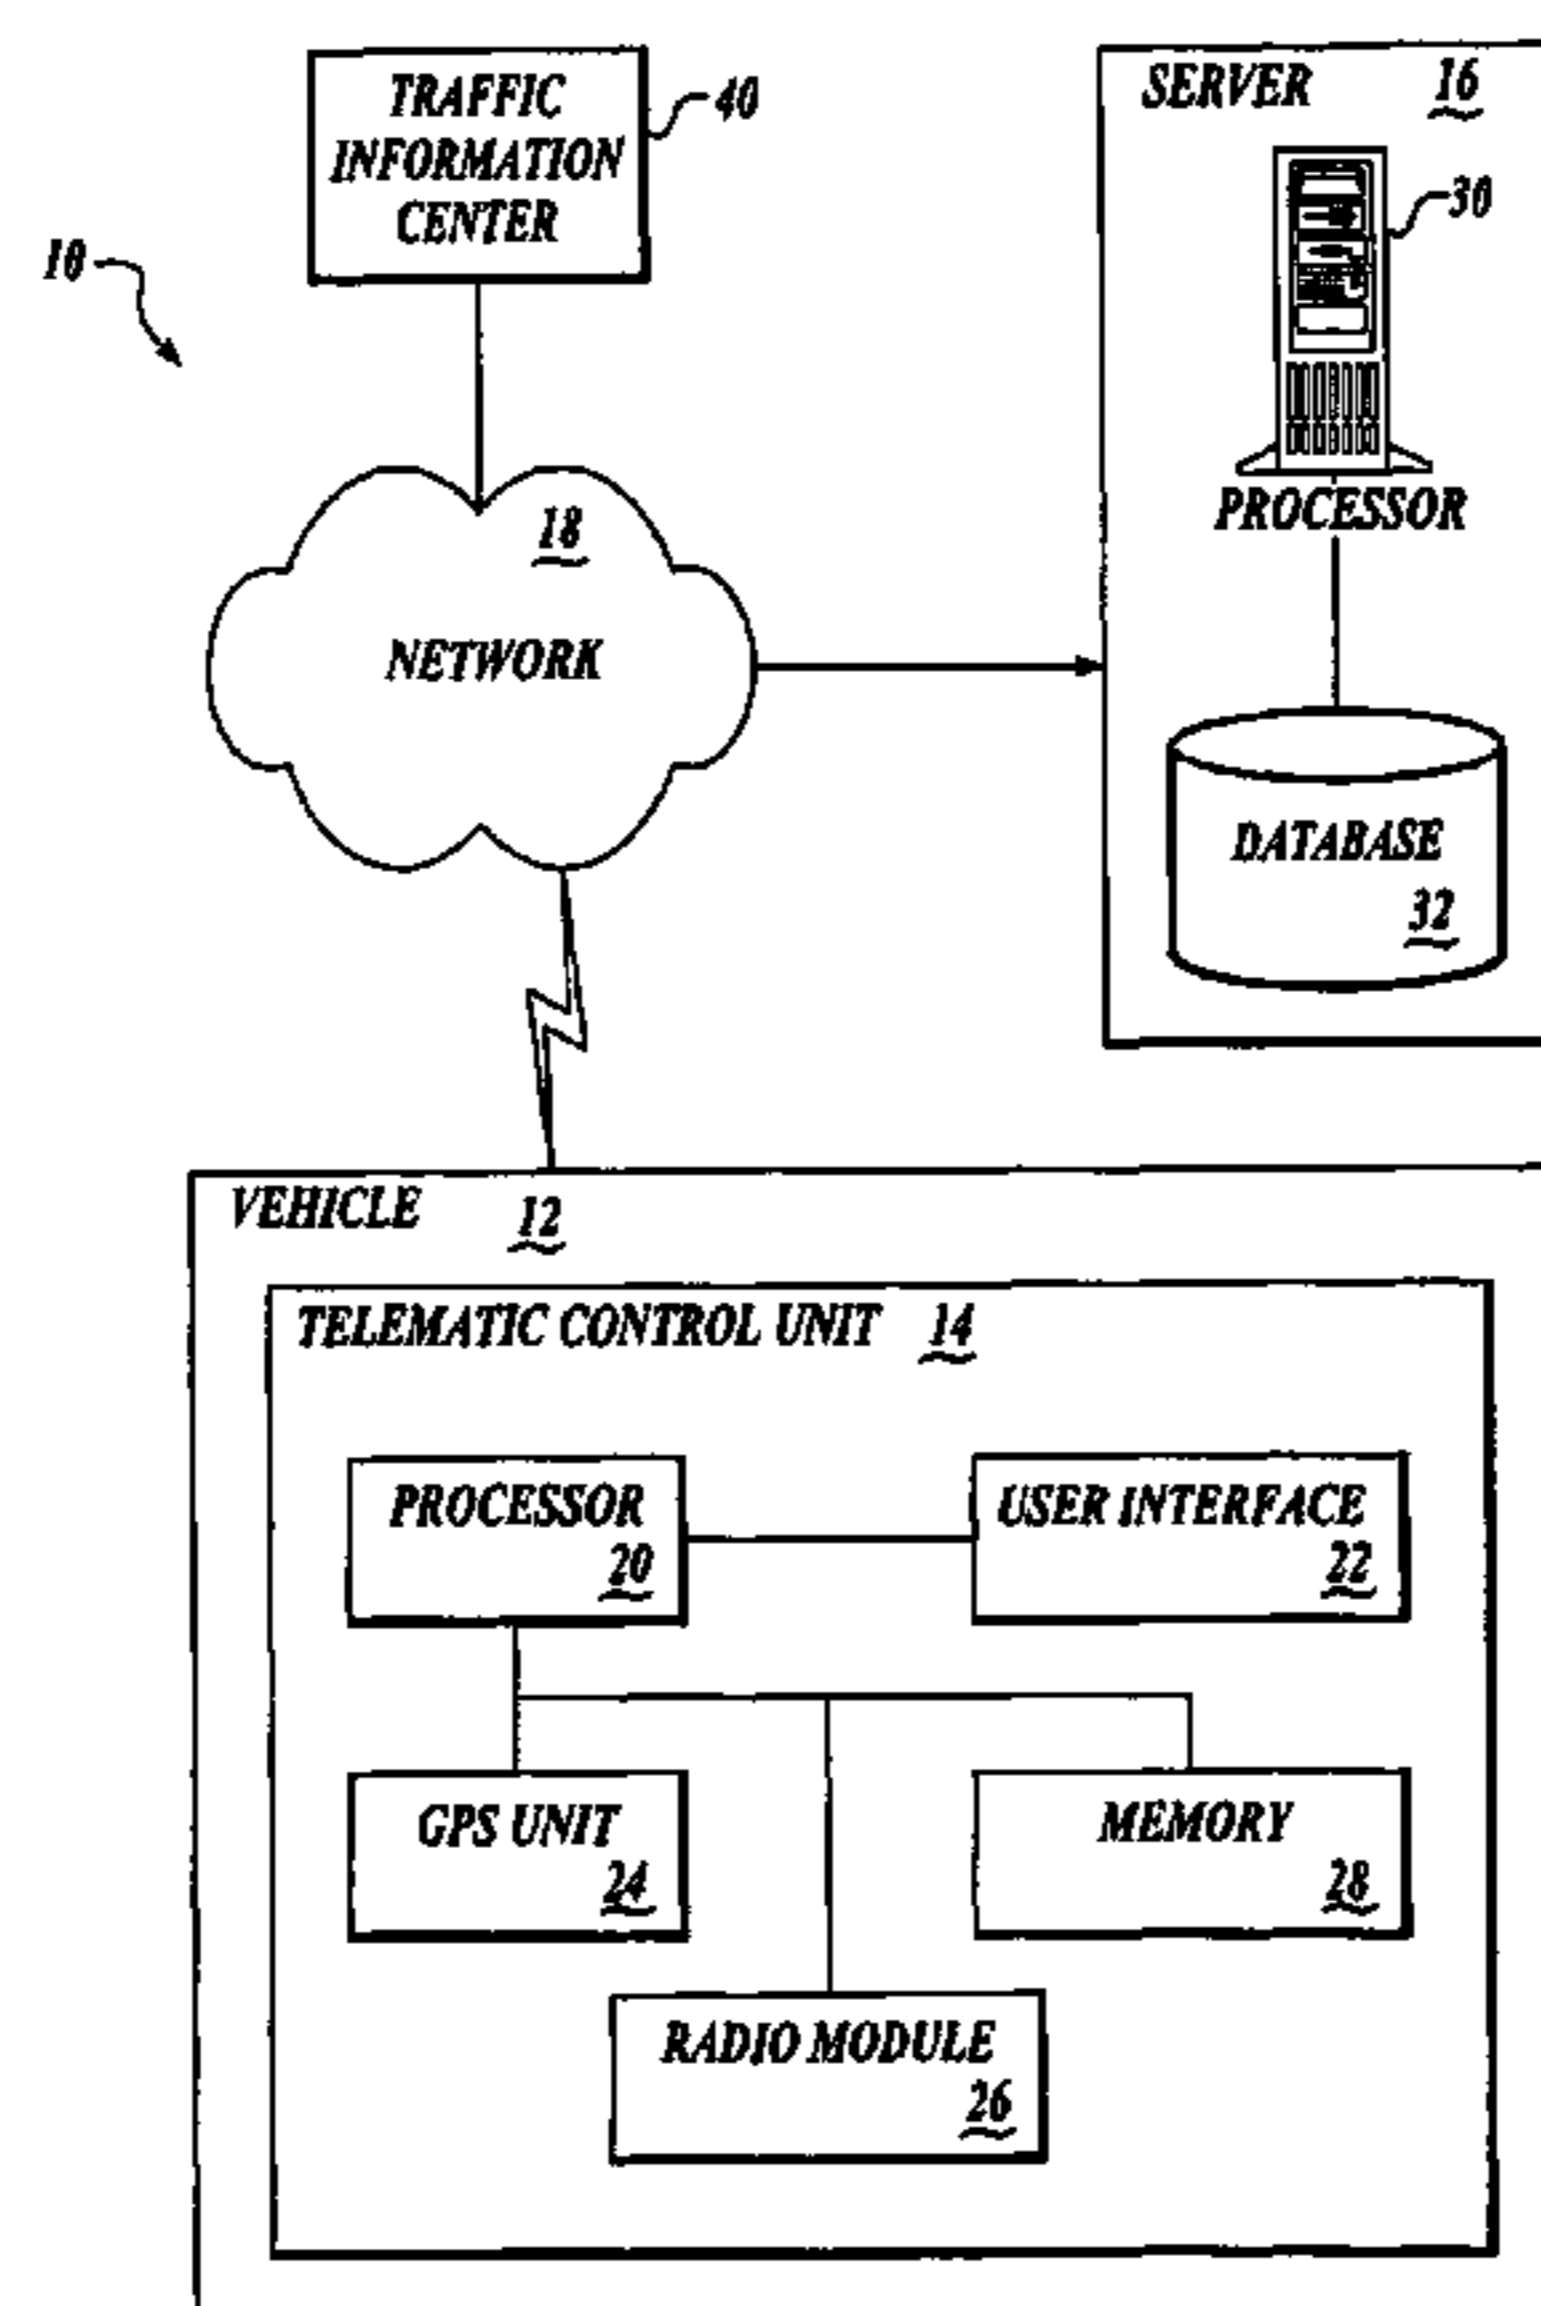 TRAFFIC
INFORMATION
CENTER
40
SERVER 16
30
10
PROCESSOR
18
NETWORK
DATABASE
32
VEHICLE 12
TELEMATIC CONTROL UNIT 14
PROCESSOR
20
USER INTERFACE
22
GPS UNIT
24
MEMORY
28
RADIO MODULE
26